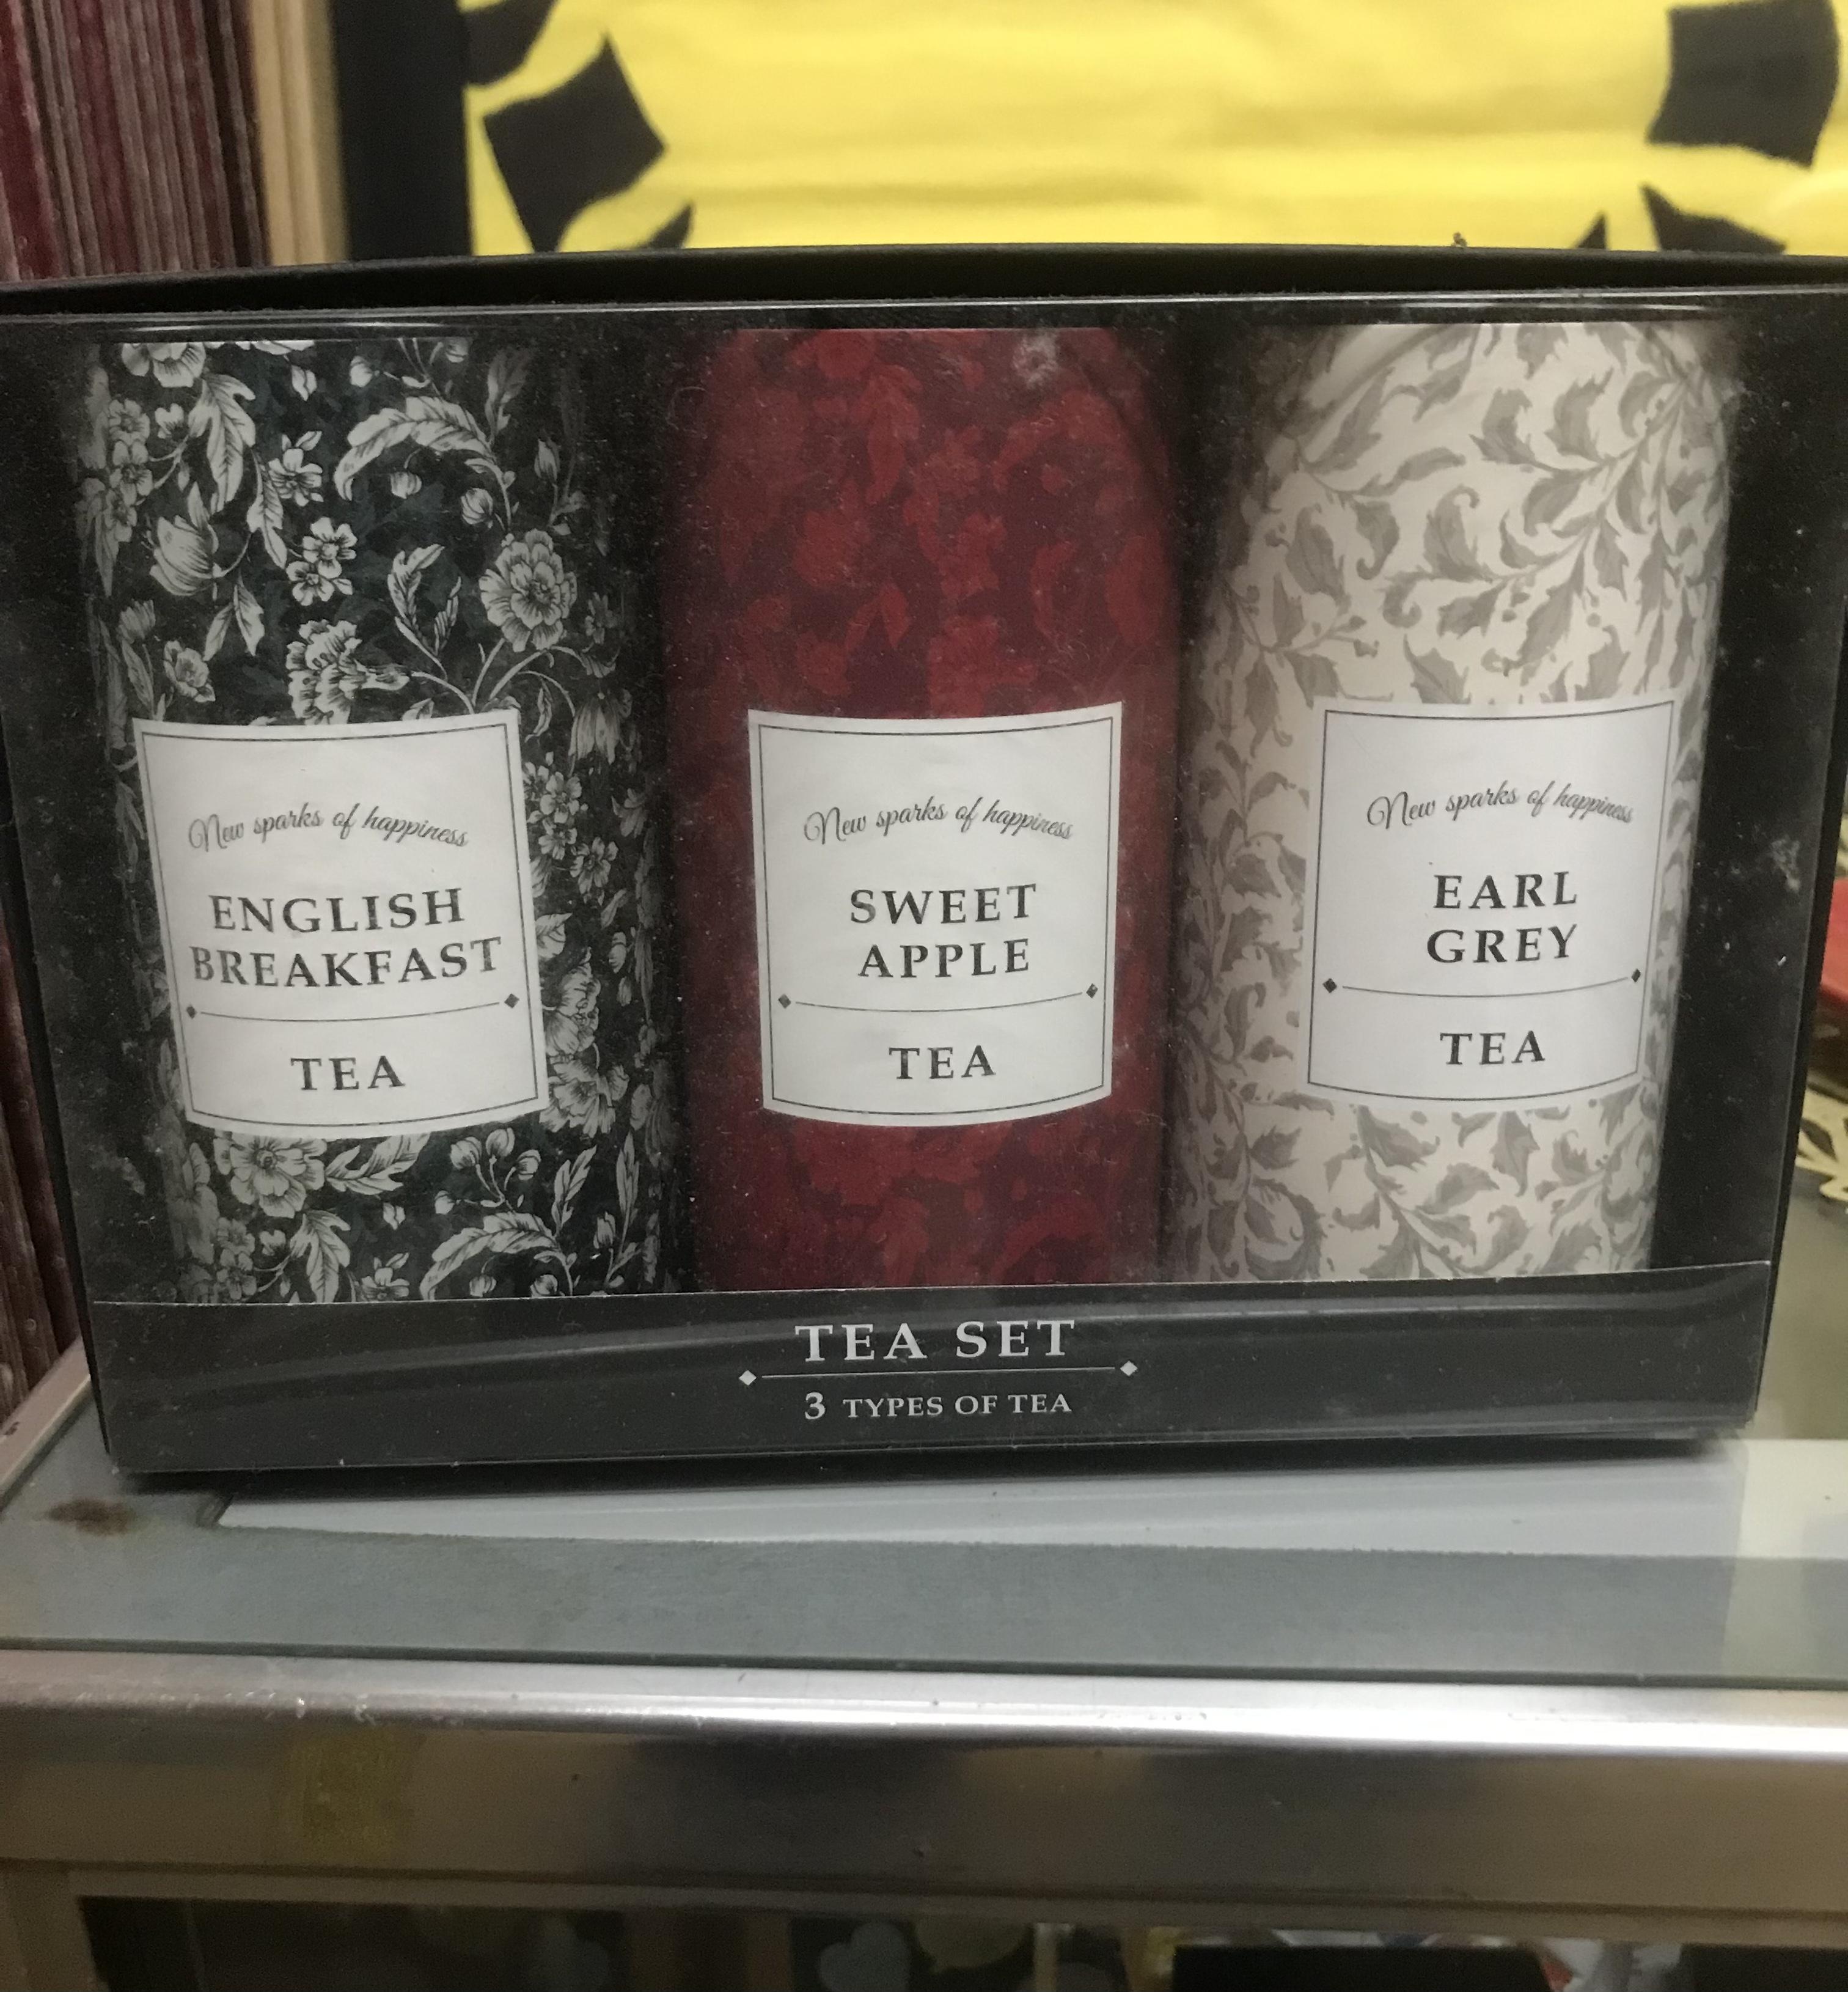 New sparks of happiness
ENGLISH
BREAKFAST
TEA
New sparks of happiness
SWEET
APPLE
TEA
New sparks of happiness
EARL
GREY
TEA
TEA SET
3 TYPES OF TEA